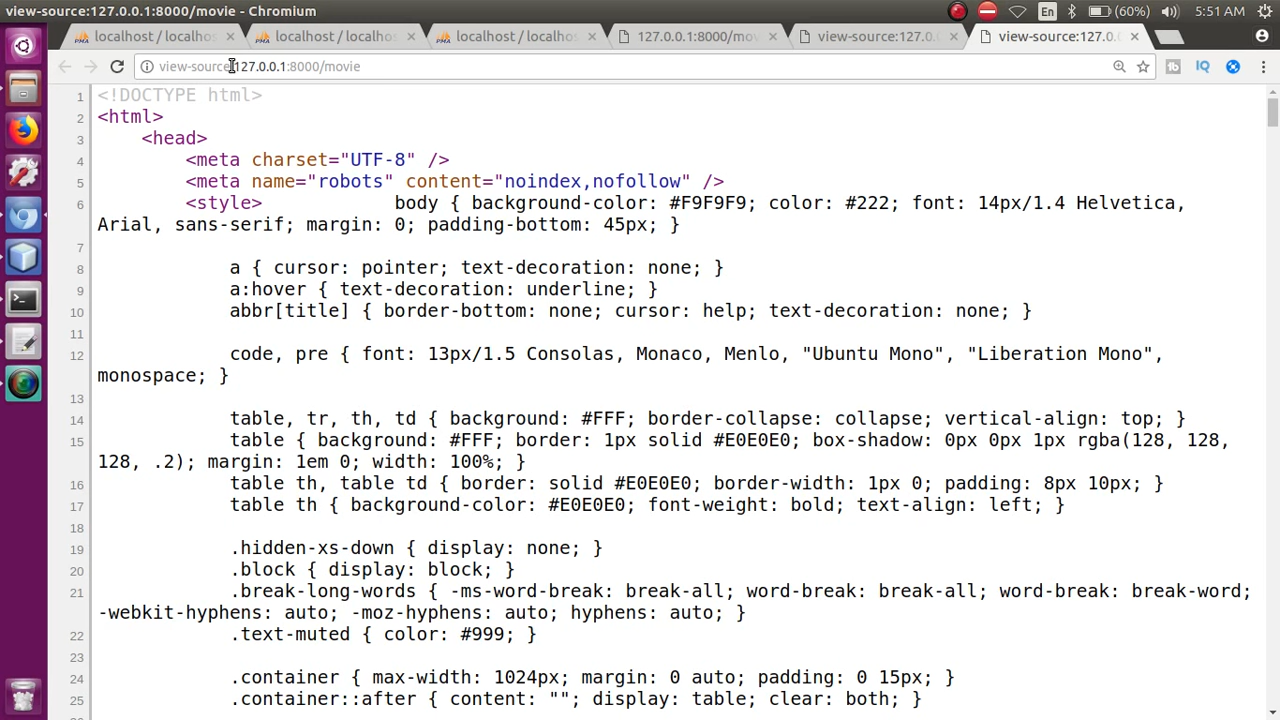 view-source:127.0.0.1:8000/movie - Chromium
En
(60%)
5:51 AM
localhost / localhos
localhost / localhos
localhost / localhos
127.0.0.1:8000/mov
view-source:127.0.
view-source:127.0.
view-source:127.0.0.1:8000/movie
IQ
1 <!DOCTYPE html>
2 <html>
3 <head>
4 <meta charset="UTF-8" />
5 <meta name="robots" content="noindex,nofollow" />
6 <style> body { background-color: #F9F9F9; color: #222; font: 14px/1.4 Helvetica,
Arial, sans-serif; margin: 0; padding-bottom: 45px; }
7
8 a { cursor: pointer; text-decoration: none; }
9 a:hover { text-decoration: underline; }
10 abbr[title] { border-bottom: none; cursor: help; text-decoration: none; }
11
12 code, pre { font: 13px/1.5 Consolas, Monaco, Menlo, "Ubuntu Mono", "Liberation Mono",
monospace; }
13
14 table, tr, th, td { background: #FFF; border-collapse: collapse; vertical-align: top; }
15 table { background: #FFF; border: 1px solid #E0E0E0; box-shadow: 0px 0px 1px rgba(128, 128,
128, .2); margin: 1em 0; width: 100%; }
16 table th, table td { border: solid #E0E0E0; border-width: 1px 0; padding: 8px 10px; }
17 table th { background-color: #E0E0E0; font-weight: bold; text-align: left; }
18
19 .hidden-xs-down { display: none; }
20 .block { display: block; }
21 .break-long-words { -ms-word-break: break-all; word-break: break-all; word-break: break-word;
-webkit-hyphens: auto; -moz-hyphens: auto; hyphens: auto; }
22 .text-muted { color: #999; }
23
24 .container { max-width: 1024px; margin: 0 auto; padding: 0 15px; }
25 .container::after { content: ""; display: table; clear: both; }